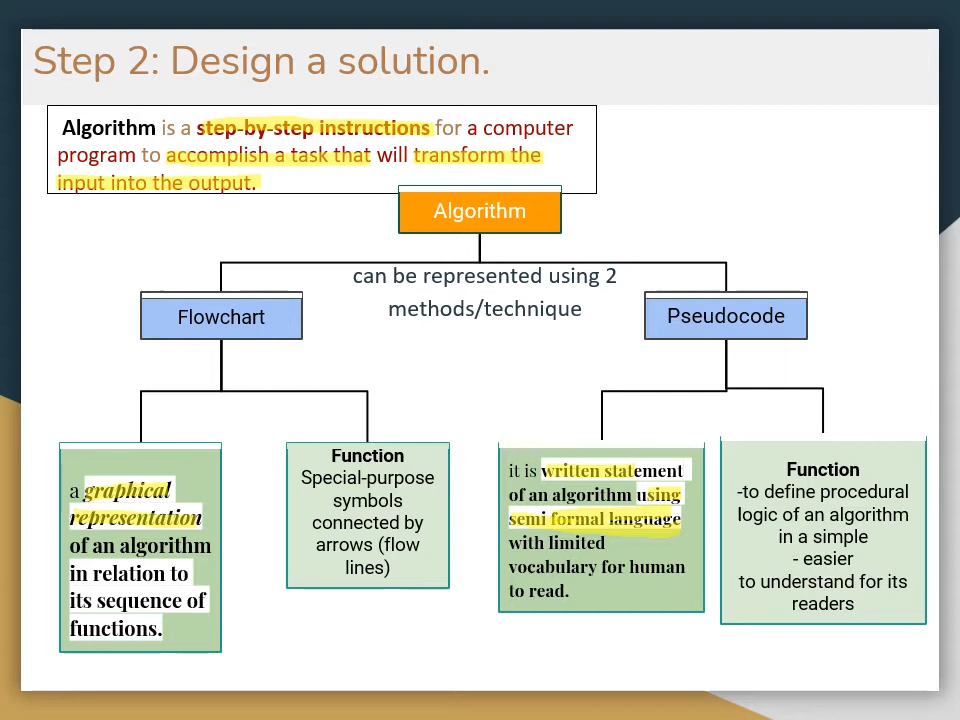 Step 2: Design a solution.
Algorithm is a step-by-step instructions for a computer
program to accomplish a task that will transform the
input into the output.
Algorithm
can be represented using 2
methods/technique
Flowchart
Pseudocode
a graphical
representation
of an algorithm
in relation to
its sequence of
functions.
Function
Special-purpose
symbols
connected by
arrows (flow
lines)
it is written statement
of an algorithm using
semi formal language
with limited
vocabulary for human
to read.
Function
-to define procedural
logic of an algorithm
in a simple
- easier
to understand for its
readers